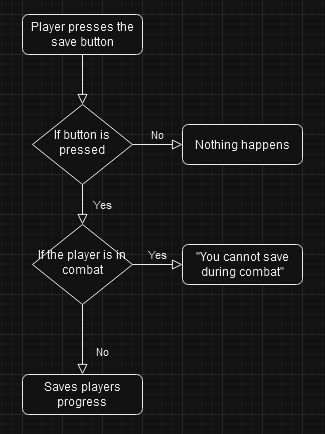 Player presses the
save button
If button is
pressed
No
Nothing happens
Yes
If the player is in
combat
Yes
"You cannot save
during combat"
No
Saves players
progress